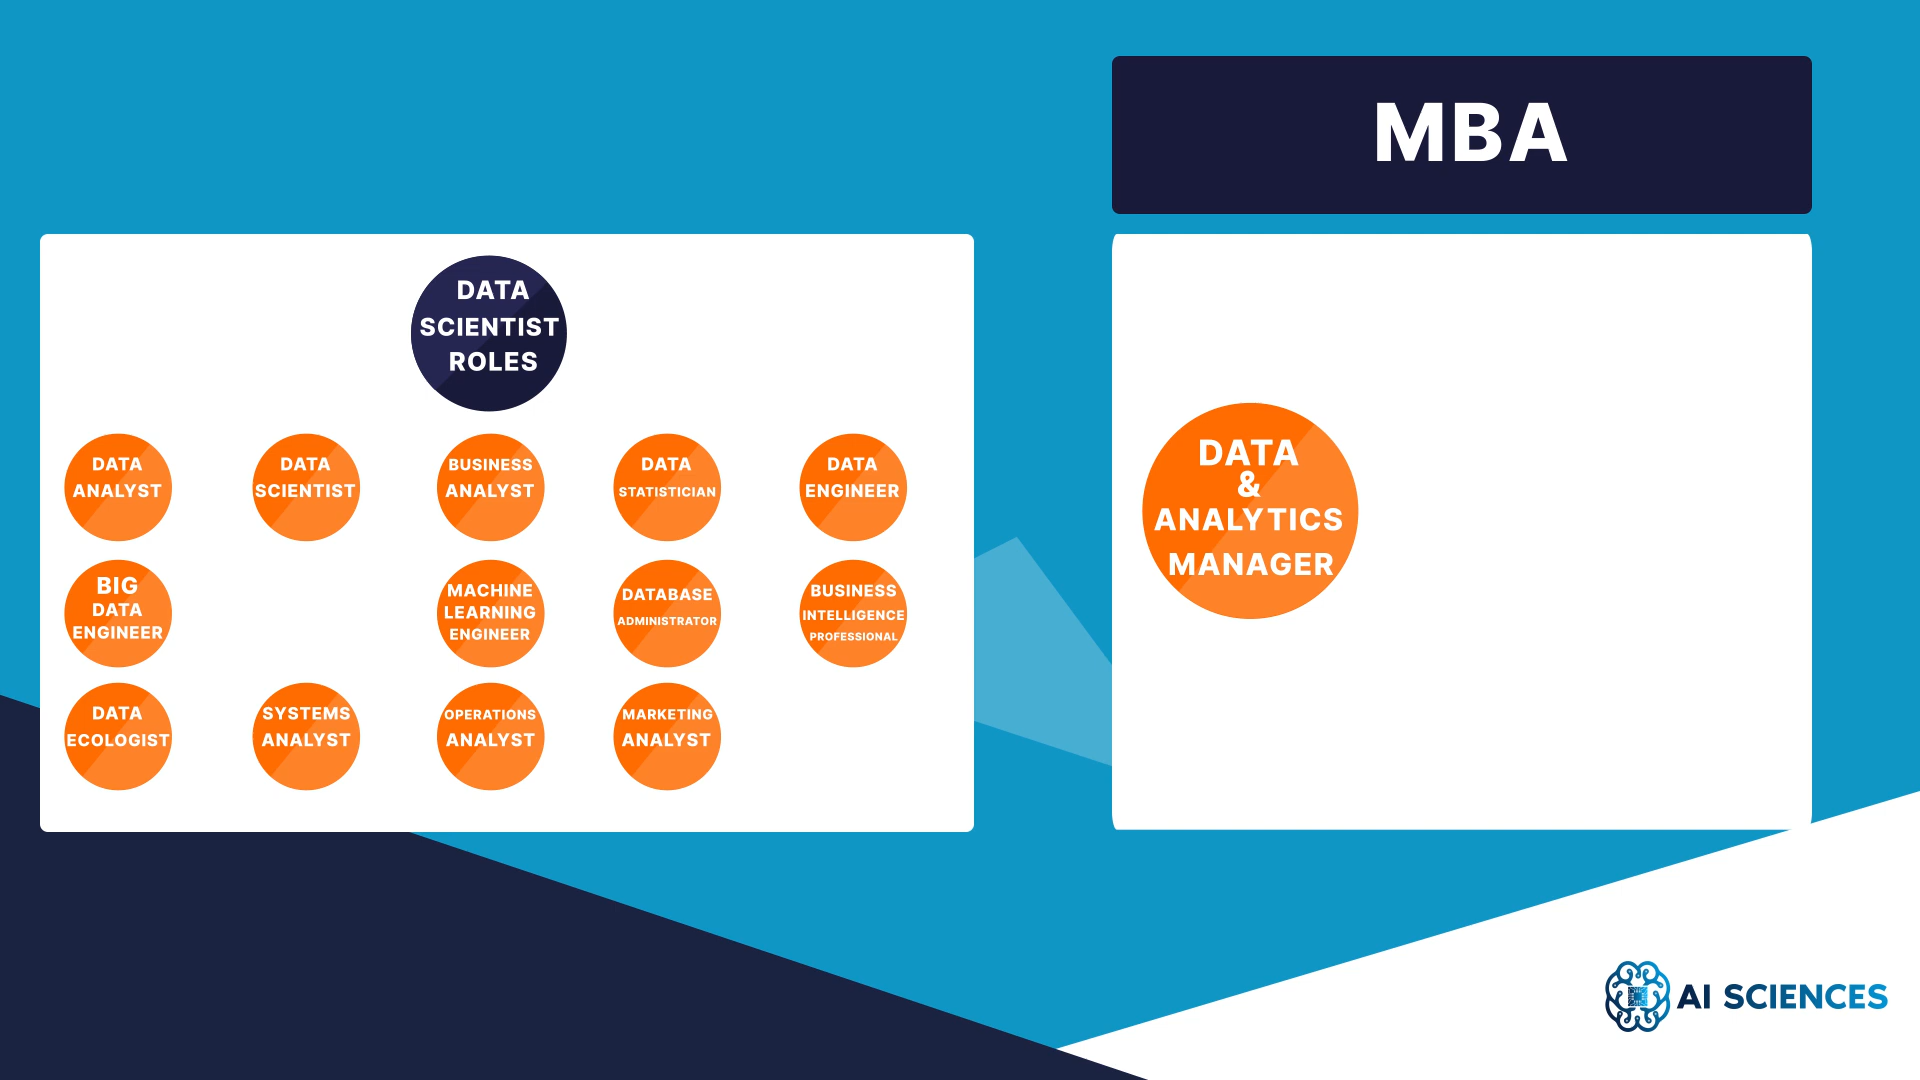 MBA
DATA
SCIENTIST
ROLES
DATA
ANALYST
DATA
SCIENTIST
BUSINESS
ANALYST
DATA
STATISTICIAN
DATA
ENGINEER
BIG
DATA
ENGINEER
MACHINE
LEARNING
ENGINEER
DATABASE
ADMINISTRATOR
BUSINESS
INTELLIGENCE
PROFESSIONAL
DATA
ECOLOGIST
SYSTEMS
ANALYST
OPERATIONS
ANALYST
MARKETING
ANALYST
DATA
&
ANALYTICS
MANAGER
AI SCIENCES